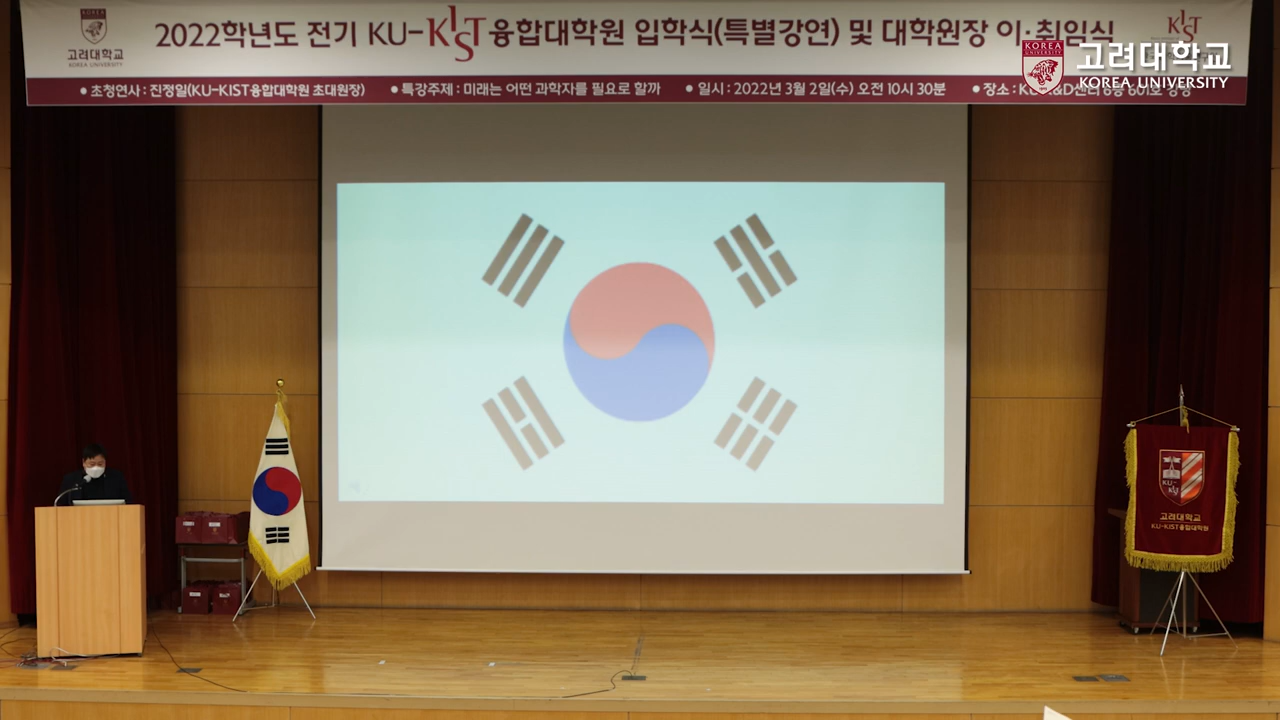 고려대학교
KOREA UNIVERSITY
2022학년도 전기 KU-KIST융합대학원 입학식(특별강연) 및 대학원장 이·취임식
KIST
KOREA
고려대학교
KOREA UNIVERSITY
●초청연사 : 진정일(KU-KIST융합대학원 초대원장) ●특강주제 : 미래는 어떤 과학자를 필요로 할까 ●일시 : 2022년 3월 2일(수) 오전 10시 30분 ●장소 :
KU-KIST
고려대학교
KU-KIST융합대학원